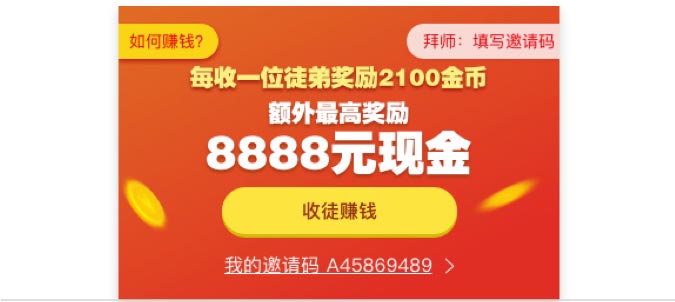 如何赚钱?
拜师：填写邀请码
每收一位徒弟奖励2100金币
额外最高奖励
8888元现金
收徒赚钱
我的邀请码 A45869489 >